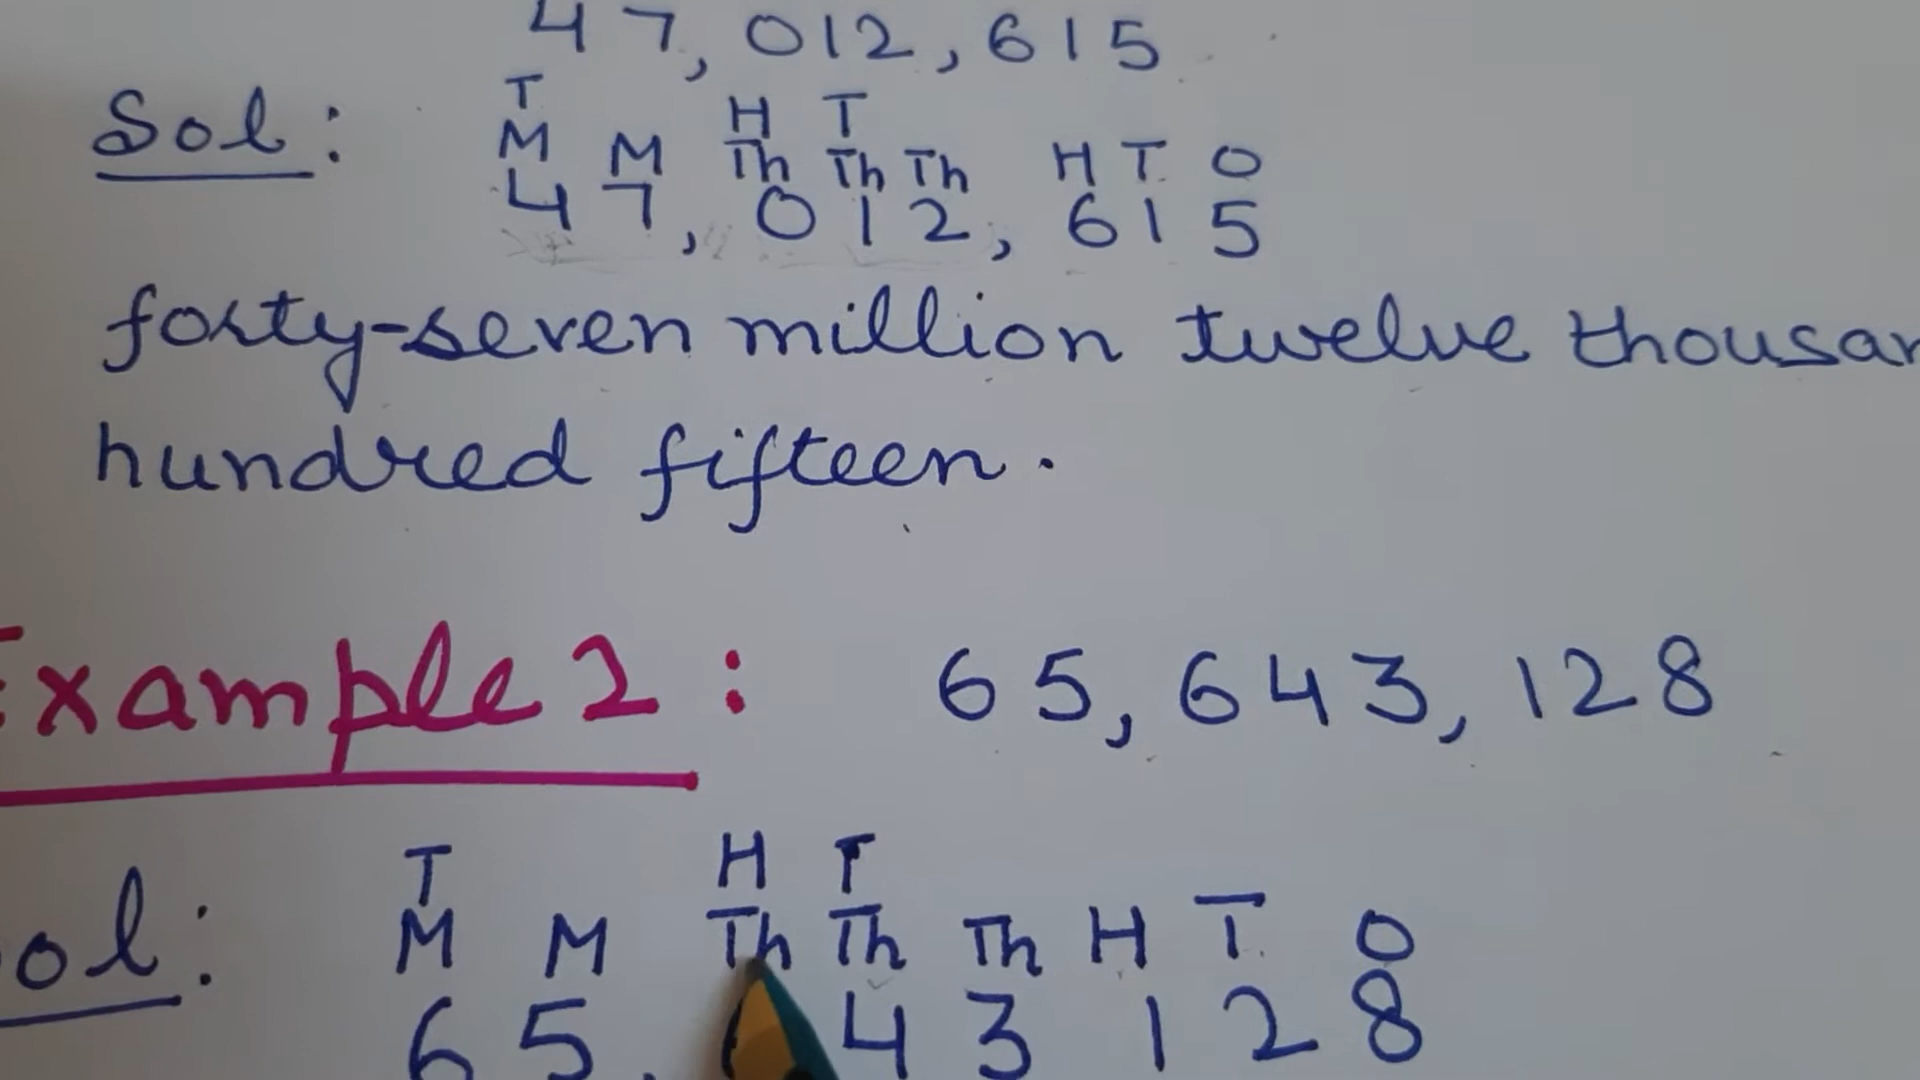 47,012,615
T H T
Sol: M M Th Th Th H T O
47,012,615
forty-seven million twelve thousan
hundred fifteen.
Example 2: 65,643,128
T H T
ol: M M Th Th Th H T O
65, 43 128